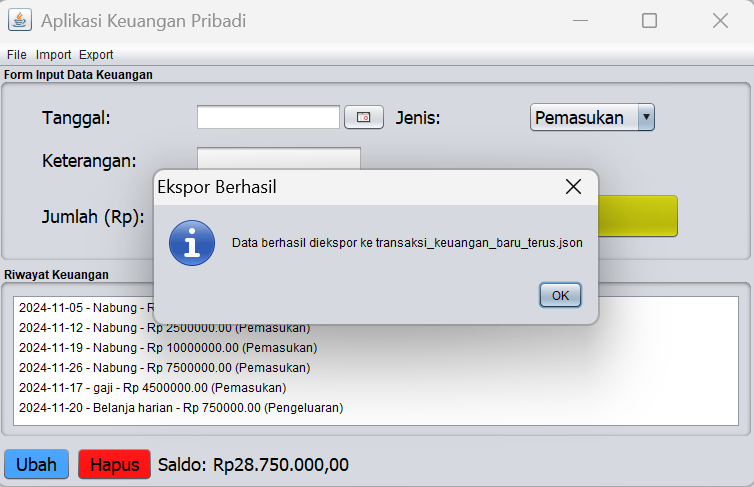 Aplikasi Keuangan Pribadi
File Import Export
Form Input Data Keuangan
Tanggal:
Jenis:
Pemasukan
Keterangan:
Jumlah (Rp):
Ekspor Berhasil
Data berhasil diekspor ke transaksi_keuangan_baru_terus.json
OK
Riwayat Keuangan
2024-11-05 - Nabung - R
2024-11-12 - Nabung - Rp 2500000.00 (Pemasukan)
2024-11-19 - Nabung - Rp 10000000.00 (Pemasukan)
2024-11-26 - Nabung - Rp 7500000.00 (Pemasukan)
2024-11-17 - gaji - Rp 4500000.00 (Pemasukan)
2024-11-20 - Belanja harian - Rp 750000.00 (Pengeluaran)
Ubah
Hapus
Saldo: Rp28.750.000,00